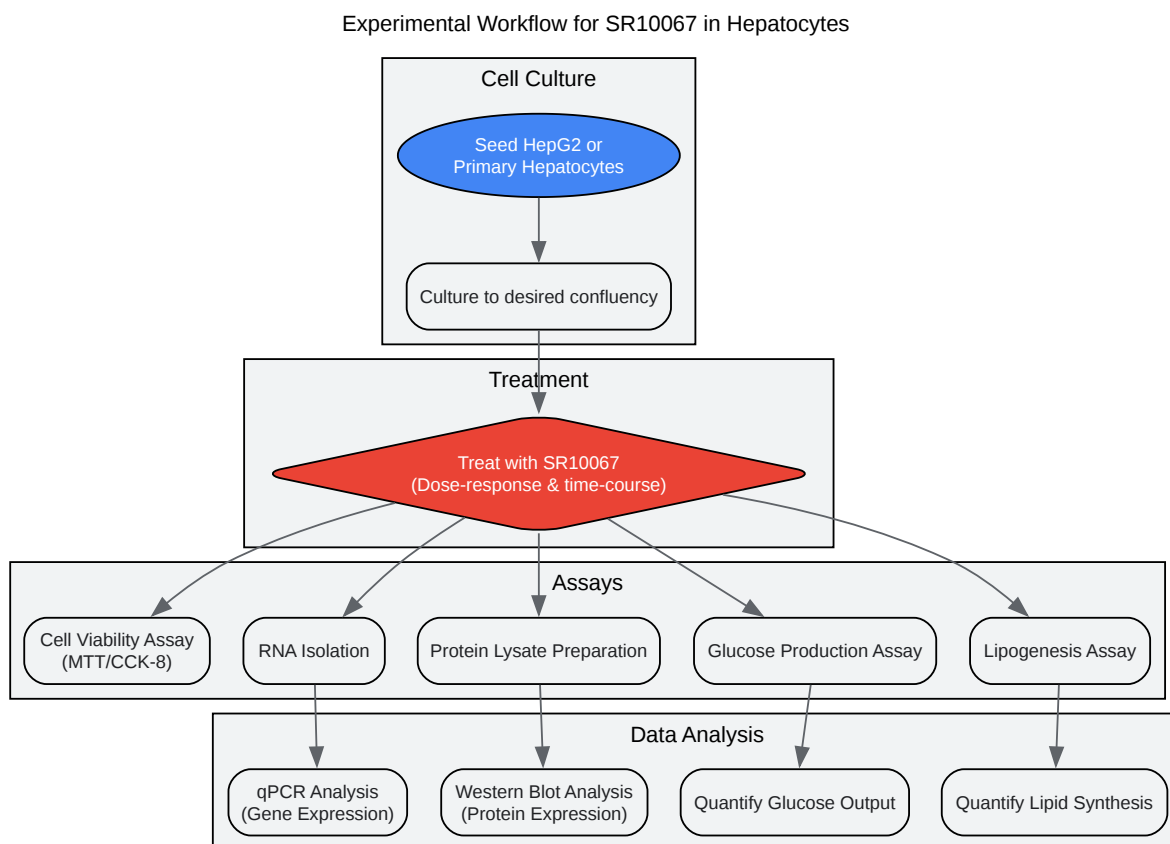 Experimental Workflow for SR10067 in Hepatocytes
Cell Culture
Seed HepG2 or
Primary Hepatocytes
Culture to desired confluency
Treatment
Treat with SR10067
(Dose-response & time-course)
Assays
Cell Viability Assay
(MTT/CCK-8)
RNA Isolation
Protein Lysate Preparation
Glucose Production Assay
Lipogenesis Assay
Data Analysis
qPCR Analysis
(Gene Expression)
Western Blot Analysis
(Protein Expression)
Quantify Glucose Output
Quantify Lipid Synthesis